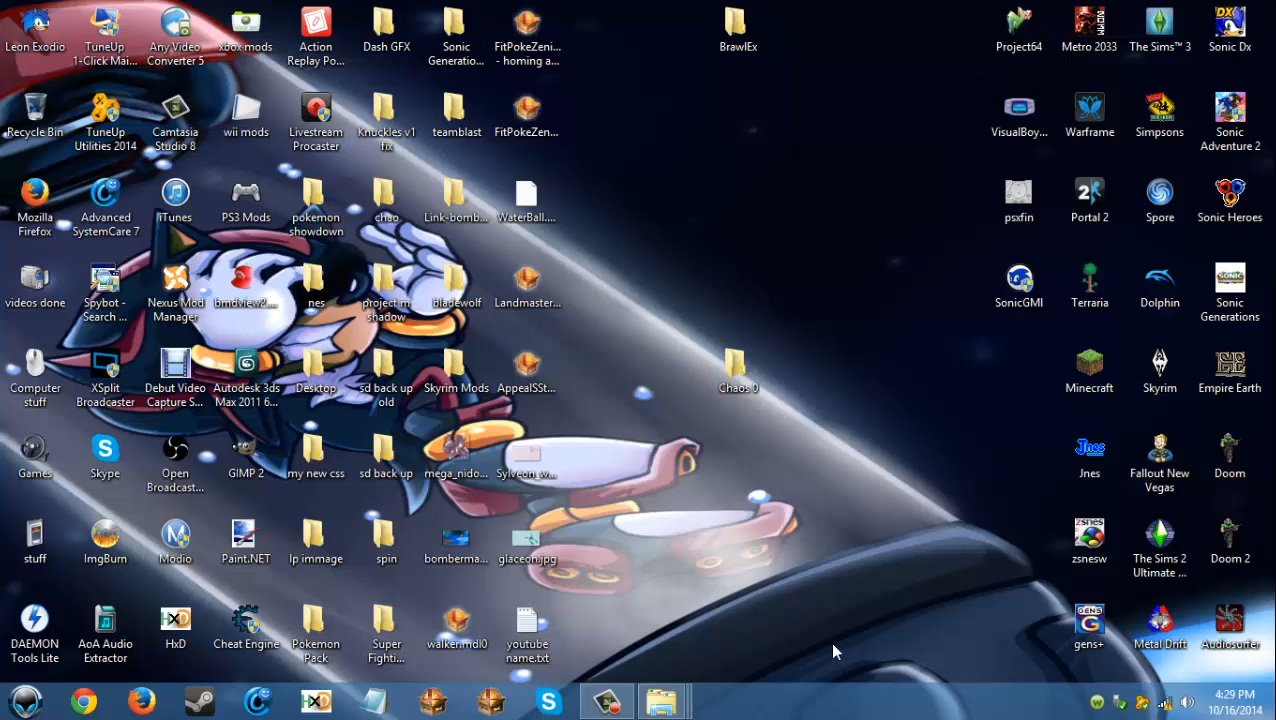 Leon Exodio
TuneUp
1-Click Mai...
Any Video
Converter 5
xbox mods
Action
Replay Po...
Dash GFX
Sonic
Generatio...
FitPokeZeni...
- homing a...
BrawlEx
Project64
Metro 2033
The Sims™ 3
Sonic Dx
Recycle Bin
TuneUp
Utilities 2014
Camtasia
Studio 8
wii mods
Livestream
Procaster
Knuckles v1
fix
teamblast
FitPokeZen...
VisualBoy...
Warframe
Simpsons
Sonic
Adventure 2
Mozilla
Firefox
Advanced
SystemCare 7
iTunes
PS3 Mods
pokemon
showdown
chao
Link-bomb...
WaterBall....
psxfin
Portal 2
Spore
Sonic Heroes
videos done
Spybot -
Search ...
Nexus Mod
Manager
bmdview2....
nes
project m
shadow
bladewolf
Landmaster...
SonicGMI
Terraria
Dolphin
Sonic
Generations
Computer
stuff
XSplit
Broadcaster
Debut Video
Capture S...
Autodesk 3ds
Max 2011 6...
Desktop
sd back up
old
Skyrim Mods
AppealSSt...
Chaos 0
Minecraft
Skyrim
Empire Earth
Games
Skype
Open
Broadcast...
GIMP 2
my new css
sd back up
mega_nido...
Sylveon_w...
Jnes
Fallout New
Vegas
Doom
stuff
ImgBurn
Modio
Paint.NET
lp immage
spin
bomberma...
glaceon.jpg
zsnesw
The Sims 2
Ultimate ...
Doom 2
DAEMON
Tools Lite
AoA Audio
Extractor
HxD
Cheat Engine
Pokemon
Pack
Super
Fighti...
walker.mdl0
youtube
name.txt
gens+
Metal Drift
Audiosurf
4:29 PM
10/16/2014